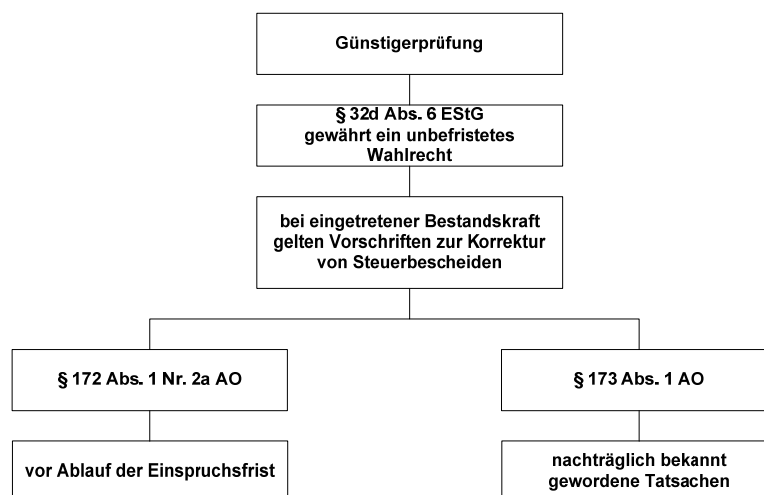 Günstigerprüfung
§ 32d Abs. 6 EStG
gewährt ein unbefristetes
Wahlrecht
bei eingetretener Bestandskraft
gelten Vorschriften zur Korrektur
von Steuerbescheiden
§ 172 Abs. 1 Nr. 2a AO
§ 173 Abs. 1 AO
vor Ablauf der Einspruchsfrist
nachträglich bekannt
gewordene Tatsachen